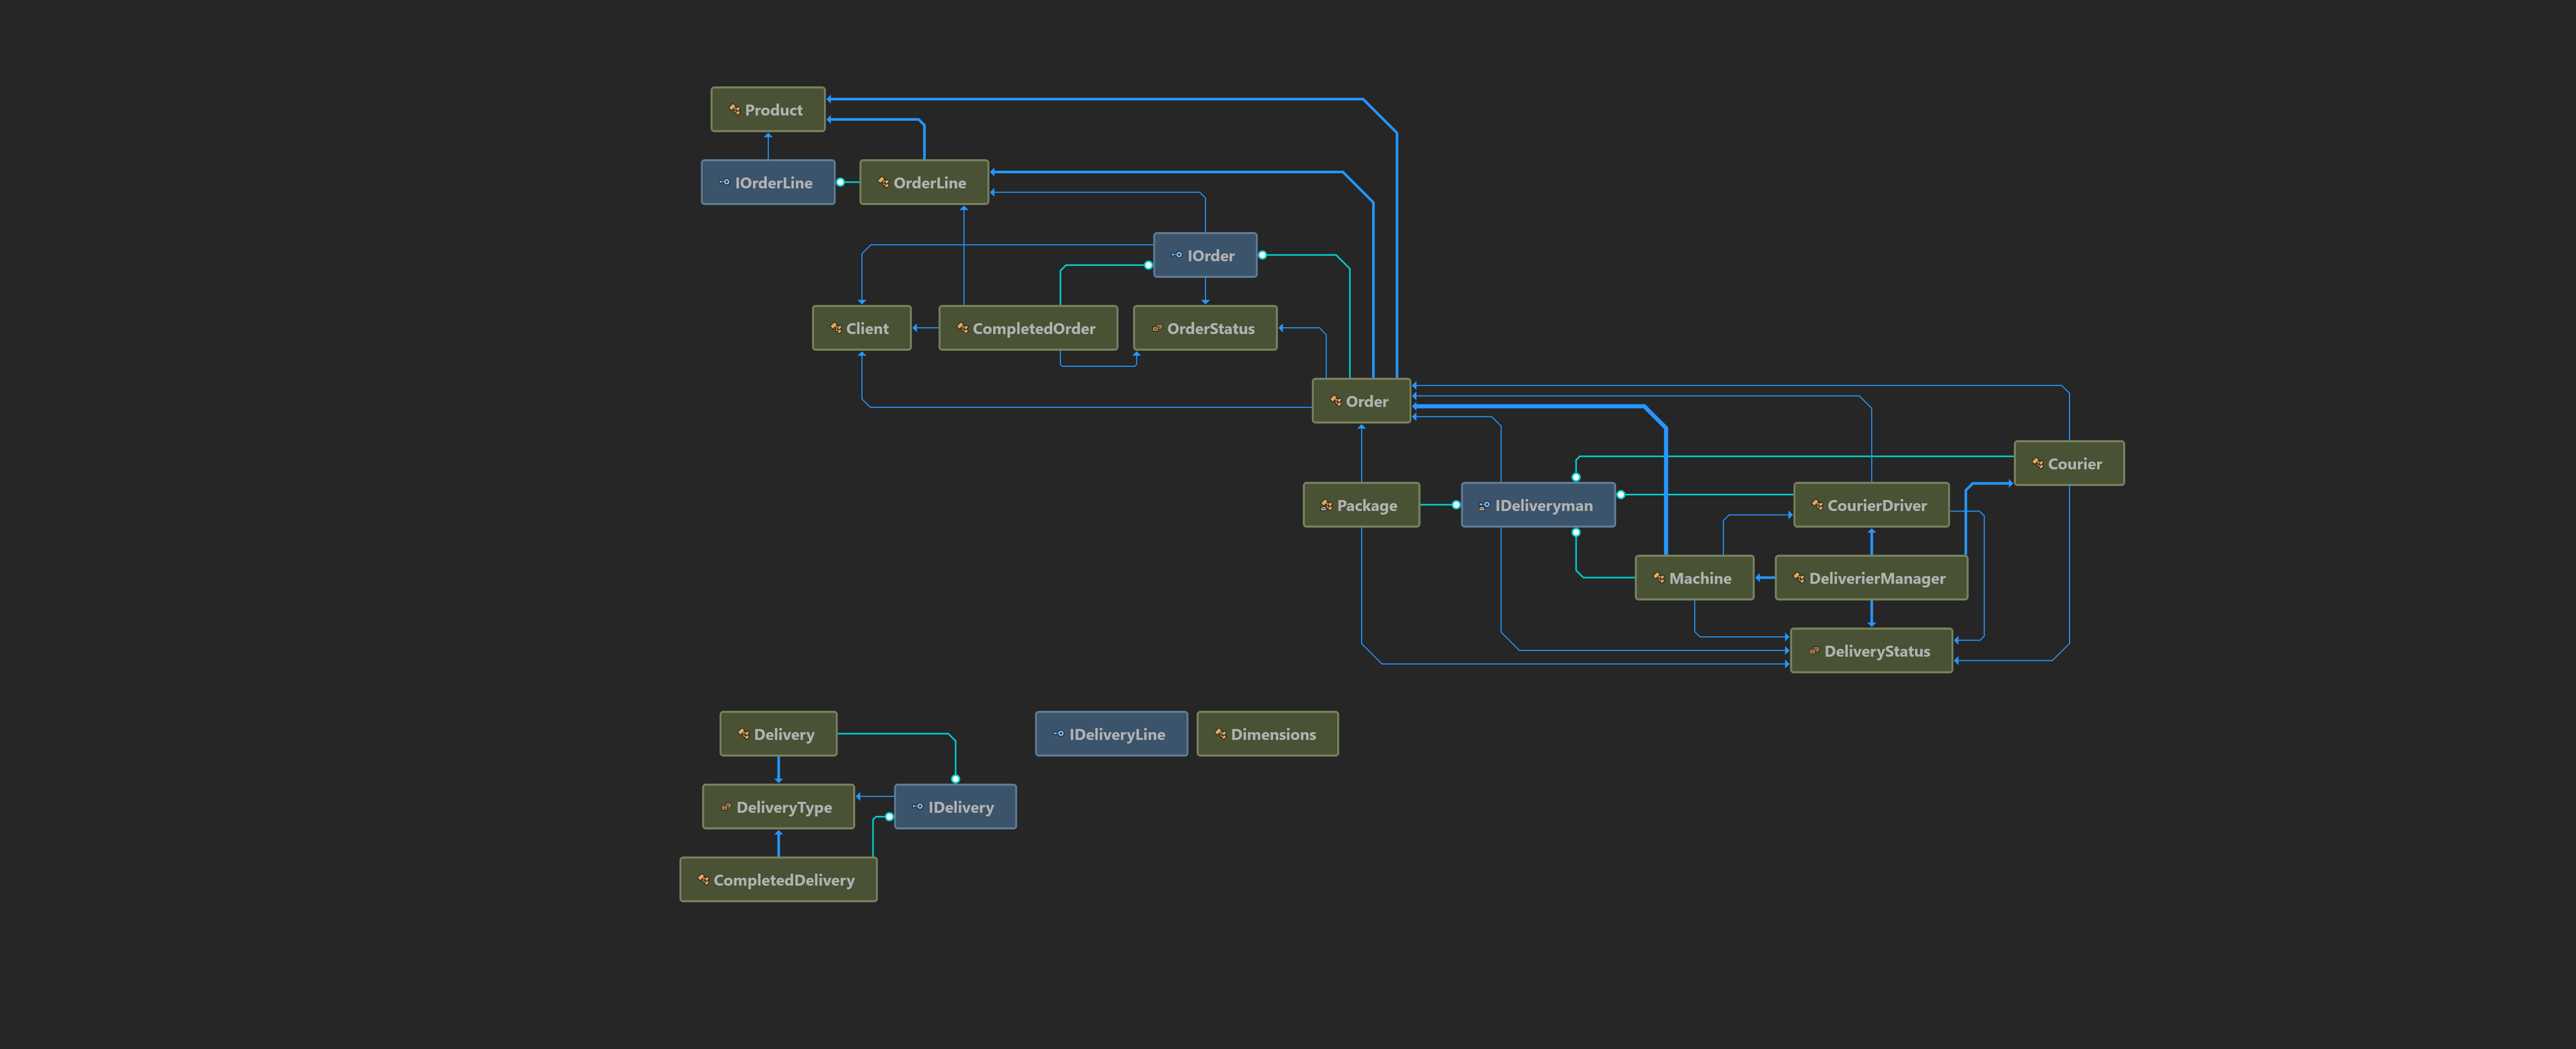 Product
IOrderLine
OrderLine
IOrder
Client
CompletedOrder
OrderStatus
Order
Courier
Package
IDeliveryman
CourierDriver
Machine
DelivierManager
DeliveryStatus
Delivery
IDeliveryLine
Dimensions
DeliveryType
IDelivery
CompletedDelivery